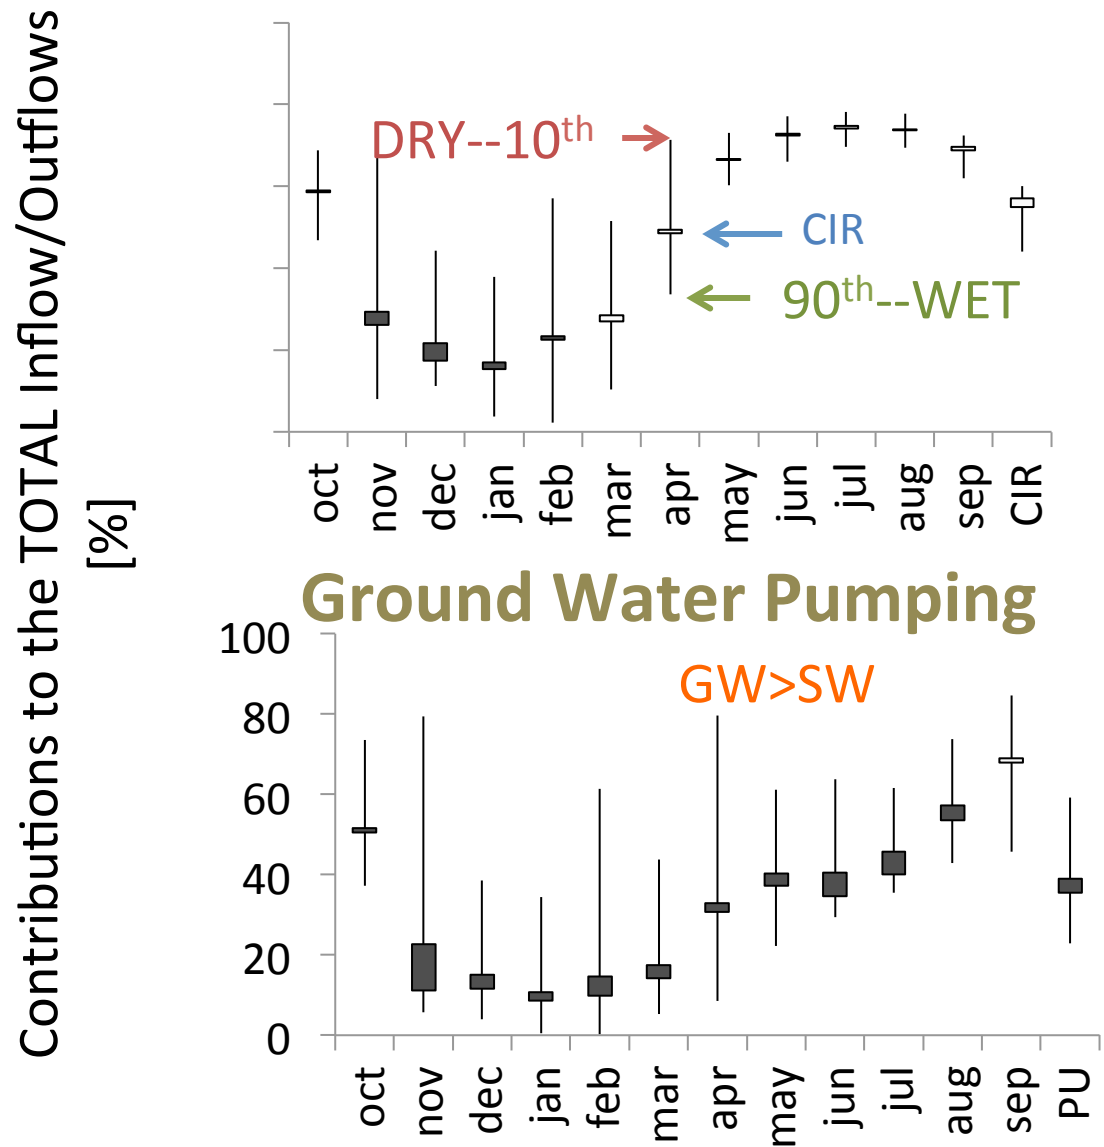 Contributions to the TOTAL Inflow/Outflows
[%]
DRY--10th
CIR
90th--WET
oct
nov
dec
jan
feb
mar
apr
may
jun
jul
aug
sep
CIR
Ground Water Pumping
GW>SW
100
80
60
40
20
0
oct
nov
dec
jan
feb
mar
apr
may
jun
jul
aug
sep
PU